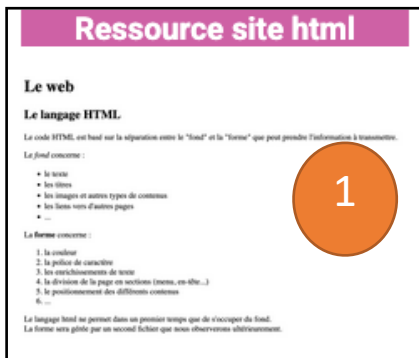 Ressource site html
Le web
Le langage HTML
Le code HTML est basé sur la séparation entre le "fond" et la "forme" que peut prendre l'information à transmettre.
Le fond concerne :
• le texte
• les titres
• les images et autres types de contenus
• les liens vers d'autres pages
• ...
La forme concerne :
1. la couleur
2. la police de caractère
3. les enrichissements de texte
4. la division de la page en sections (menu, en-tête...)
5. le positionnement des différents contenus
6. ...
Le langage html ne permet dans un premier temps que de s'occuper du fond.
La forme sera gérée par un second fichier que nous observerons ultérieurement.
1